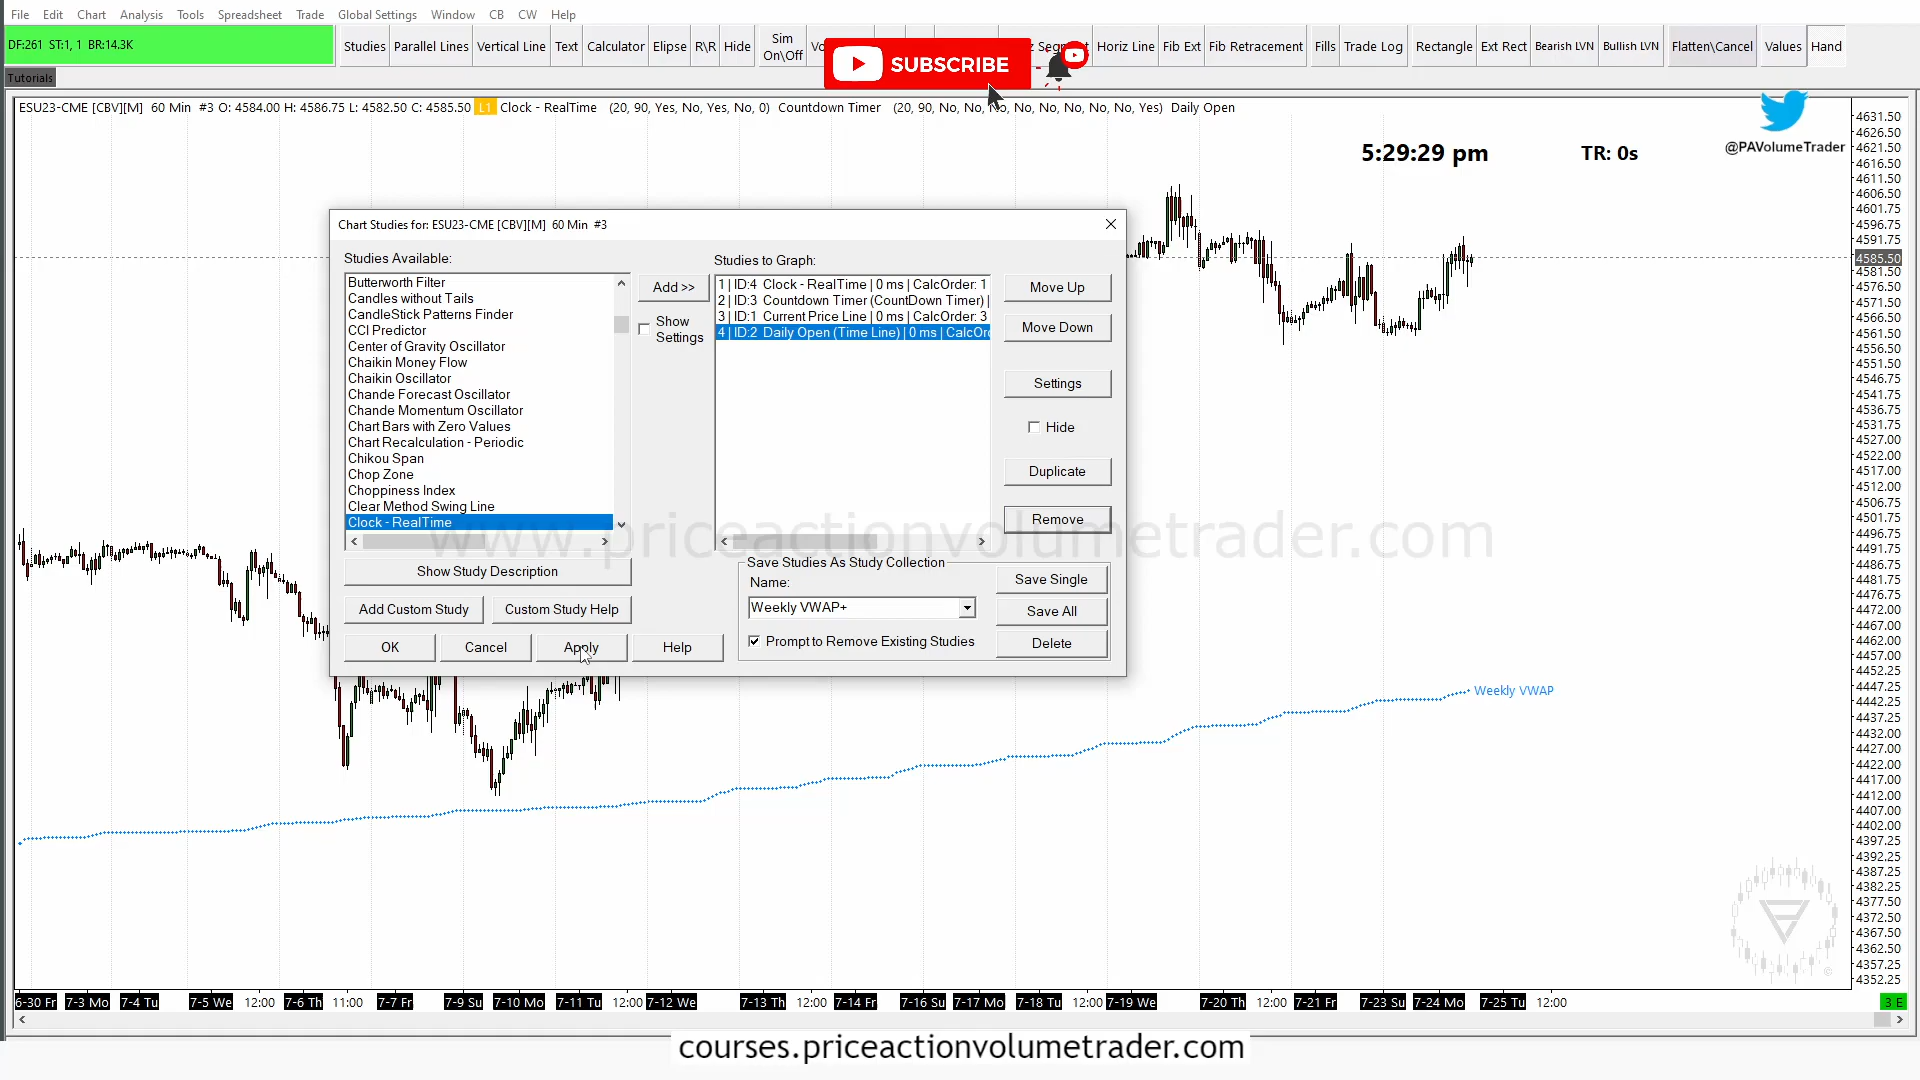 File Edit Chart Analysis Tools Spreadsheet Trade Global Settings Window CB CW Help
DF:261 ST:1, 1 BR:14.3K
Studies Parallel Lines Vertical Line Text Calculator Ellipse R\R Hide Sim On\Off Horiz Line Fib Ext Fib Retracement Fills Trade Log Rectangle Ext Rect Bearish LVN Bullish LVN Flatten\Cancel Values Hand
SUBSCRIBE
Tutorials
ESU23-CME [CBV][M] 60 Min #3 O: 4584.00 H: 4586.75 L: 4582.50 C: 4585.50 L1 Clock - RealTime (20, 90, Yes, No, Yes, No, 0) Countdown Timer (20, 90, No, No, No, No, No, No, No, No, Yes) Daily Open
5:29:29 pm
TR: 0s
@PAVolumeTrader
Chart Studies for: ESU23-CME [CBV][M] 60 Min #3
Studies Available:
Butterworth Filter
Candles without Tails
CandleStick Patterns Finder
CCI Predictor
Center of Gravity Oscillator
Chaikin Money Flow
Chaikin Oscillator
Chande Forecast Oscillator
Chande Momentum Oscillator
Chart Bars with Zero Values
Chart Recalculation - Periodic
Chikou Span
Chop Zone
Choppiness Index
Clear Method Swing Line
Clock - RealTime
Show Study Description
Add Custom Study
Custom Study Help
OK
Cancel
Apply
Help
Add >>
Show
Settings
Studies to Graph:
1 | ID:4 Clock - RealTime | 0 ms | CalcOrder: 1
2 | ID:3 Countdown Timer (CountDown Timer) |
3 | ID:1 Current Price Line | 0 ms | CalcOrder: 3
4 | ID:2 Daily Open (Time Line) | 0 ms | CalcOr
Move Up
Move Down
Settings
Hide
Duplicate
Remove
Save Studies As Study Collection
Name:
Weekly VWAP+
Prompt to Remove Existing Studies
Save Single
Save All
Delete
www.priceactionvolumetrader.com
Weekly VWAP
4631.50
4626.50
4621.50
4616.50
4611.50
4606.50
4601.75
4596.75
4591.75
4585.50
4581.50
4576.50
4571.50
4566.50
4561.50
4556.50
4551.50
4546.75
4541.75
4536.75
4531.75
4527.00
4522.00
4517.00
4512.00
4506.75
4501.75
4496.75
4491.75
4486.75
4481.75
4476.75
4472.00
4467.00
4462.00
4457.00
4452.25
4447.25
4442.25
4437.25
4432.00
4427.00
4422.00
4417.00
4412.00
4407.00
4402.00
4397.25
4392.25
4387.25
4382.25
4377.50
4372.50
4367.50
4362.50
4357.25
4352.25
6-30 Fr 7-3 Mo 7-4 Tu 7-5 We 12:00 7-6 Th 11:00 7-7 Fr 7-9 Su 7-10 Mo 7-11 Tu 12:00 7-12 We 7-13 Th 12:00 7-14 Fr 7-16 Su 7-17 Mo 7-18 Tu 12:00 7-19 We 7-20 Th 12:00 7-21 Fr 7-23 Su 7-24 Mo 7-25 Tu 12:00 3 E
courses.priceactionvolumetrader.com